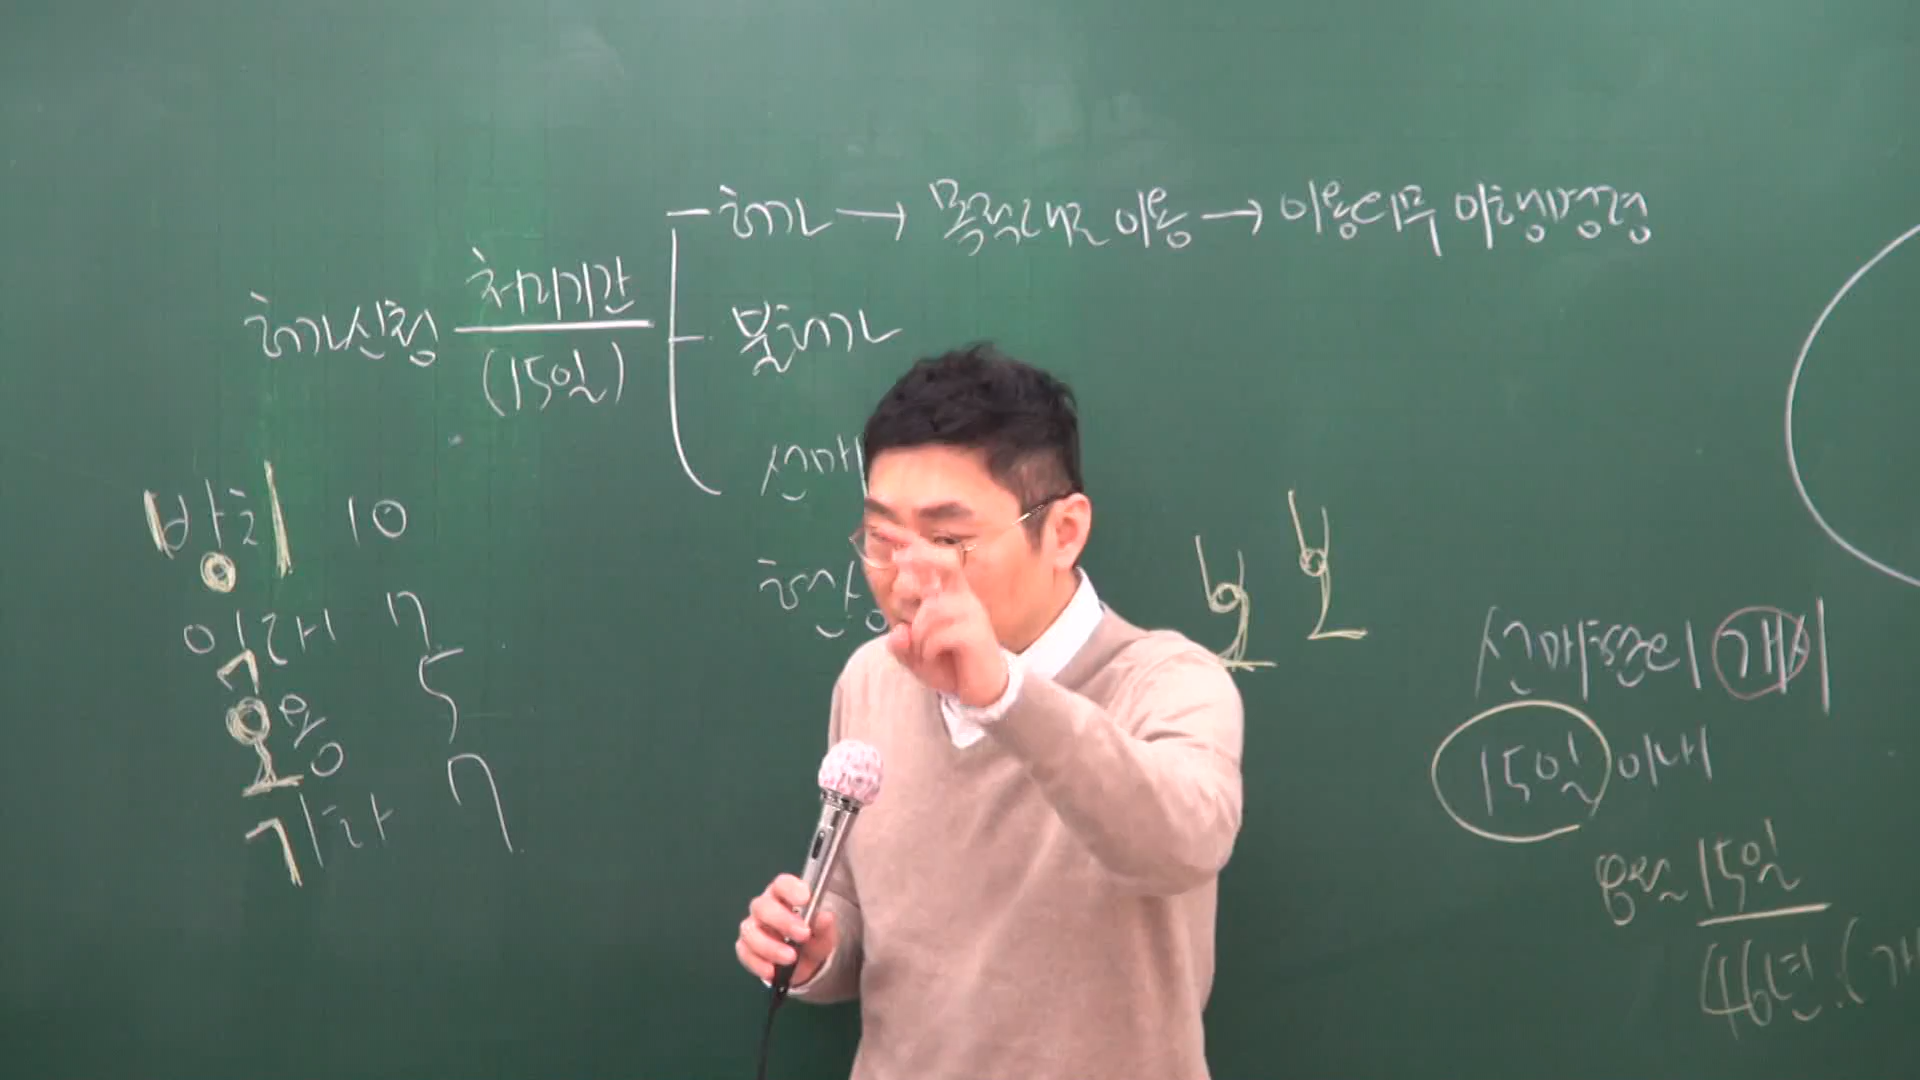 허가 → 목적대로 이용 → 이용의무 이행명령
허가신청 처리기간
(15일)
불허가
선매
방치 10
임대 7
용 5
기타 7
선매협의 개시
15일 이내
15일